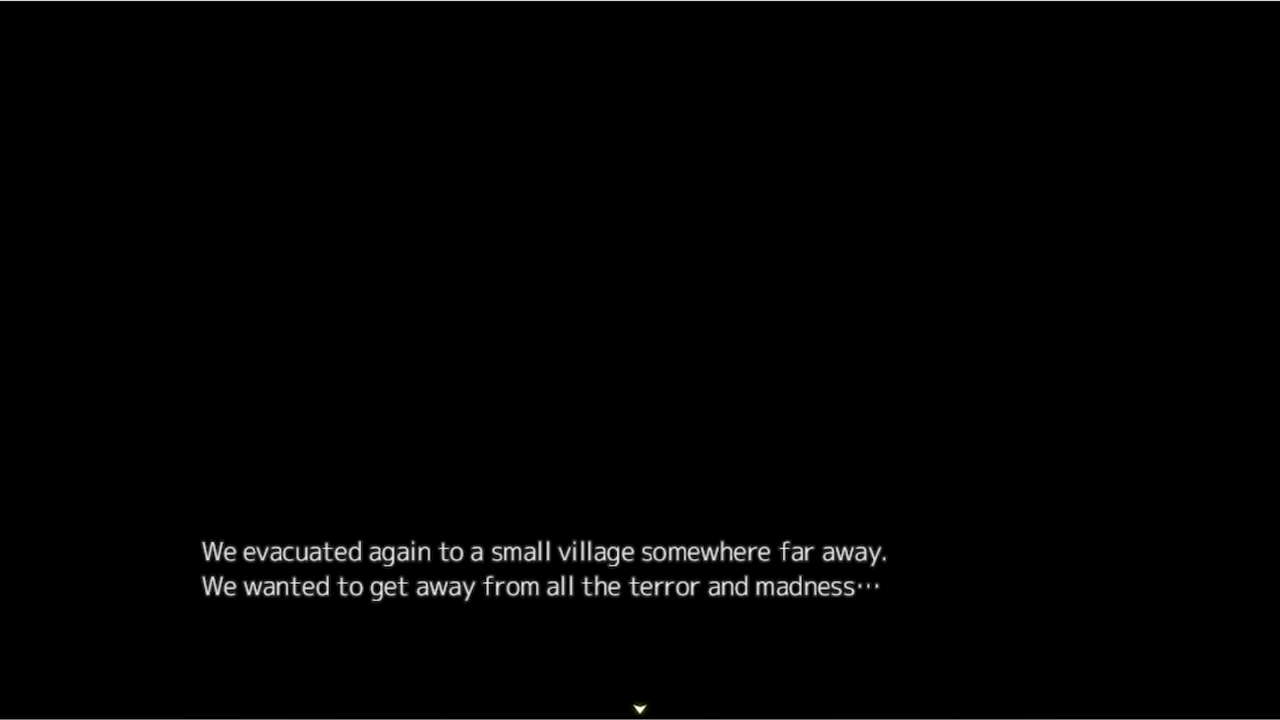 We evacuated again to a small village somewhere far away.
We wanted to get away from all the terror and madness…